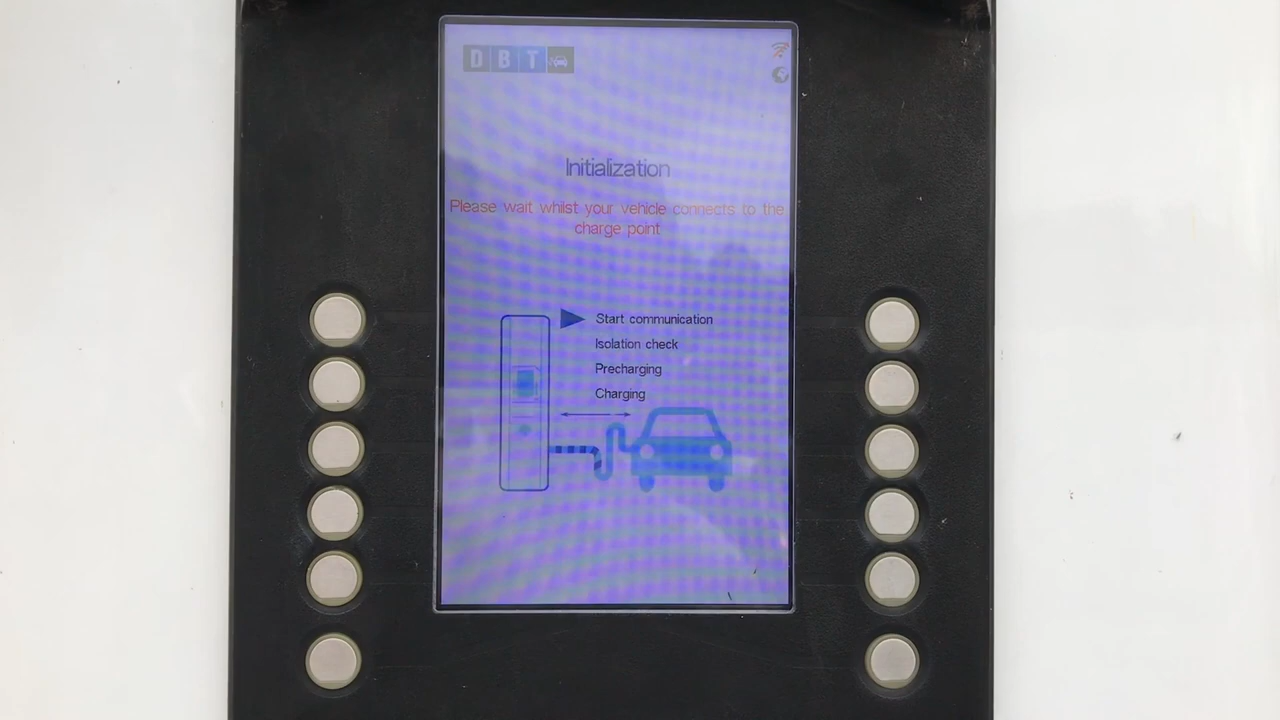 DBT
Initialization
Please wait whilst your vehicle connects to the
charge point
Start communication
Isolation check
Precharging
Charging